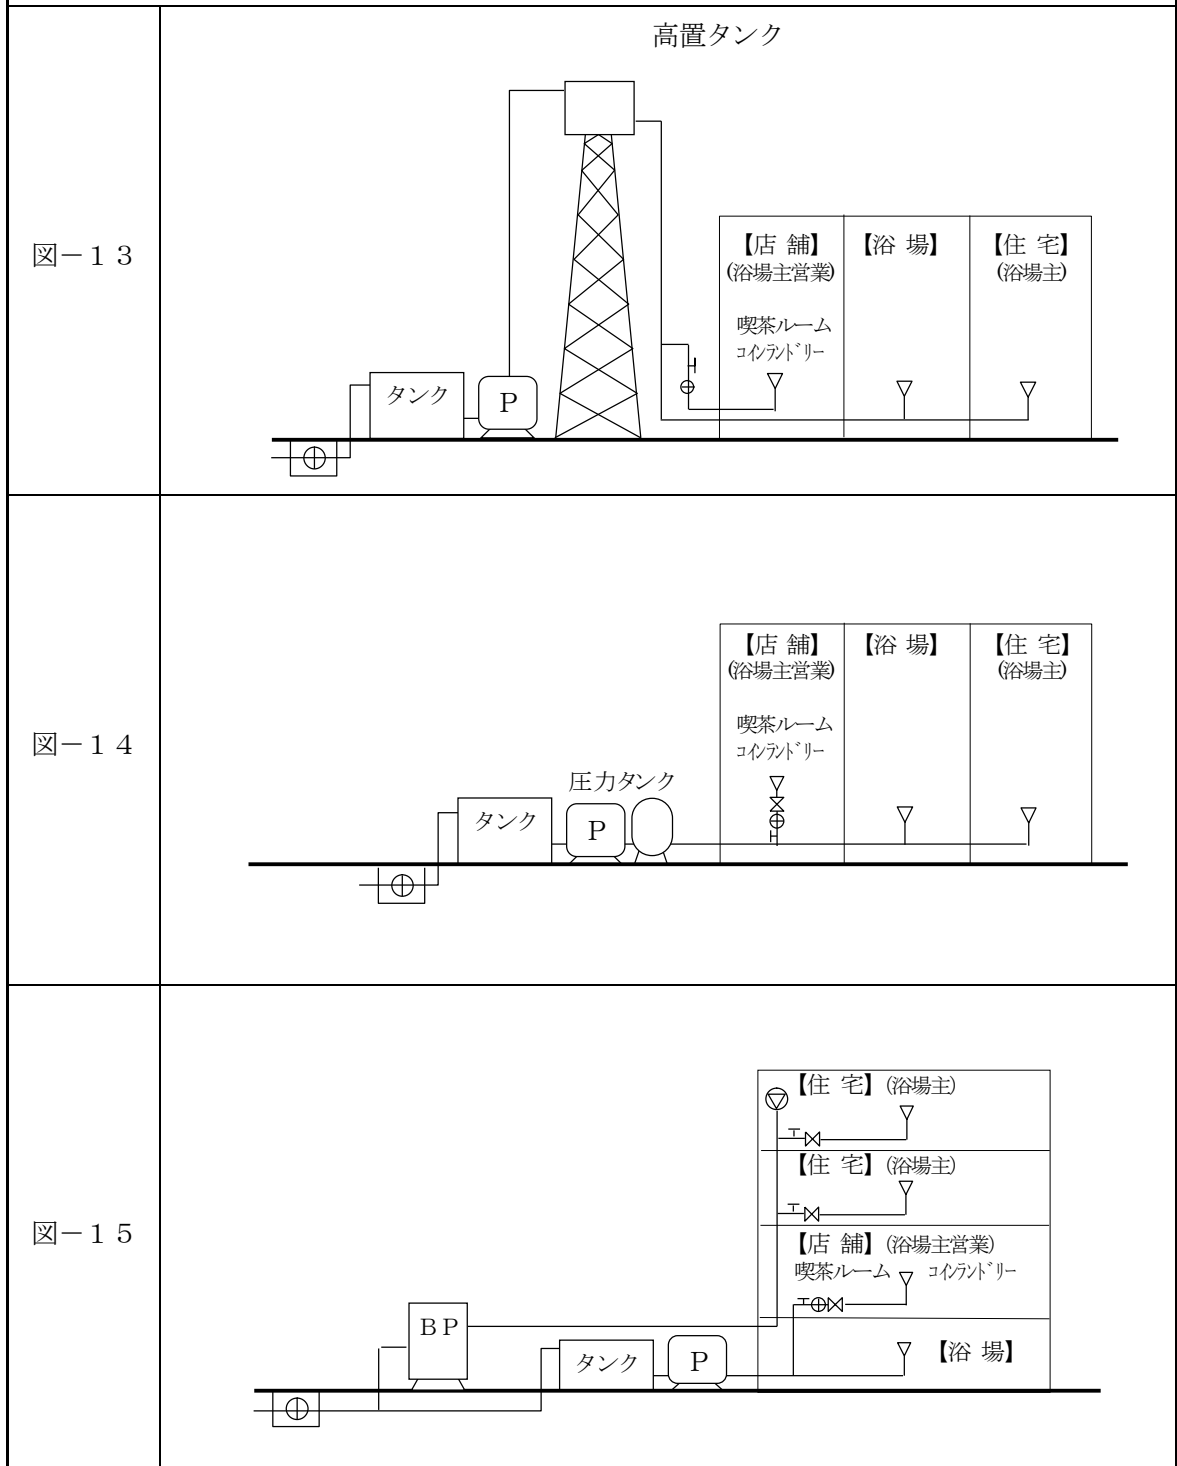 高置タンク
図－１３
【店 舗】
(浴場主営業)
喫茶ルーム
ｺｲﾝﾗﾝﾄﾞﾘｰ
【浴 場】
【住 宅】
(浴場主)
タンク
Ｐ
図－１４
【店 舗】
(浴場主営業)
喫茶ルーム
ｺｲﾝﾗﾝﾄﾞﾘｰ
【浴 場】
【住 宅】
(浴場主)
圧力タンク
タンク
Ｐ
図－１５
【住 宅】(浴場主)
【住 宅】(浴場主)
【店 舗】(浴場主営業)
喫茶ルーム ｺｲﾝﾗﾝﾄﾞﾘｰ
【浴 場】
ＢＰ
タンク
Ｐ